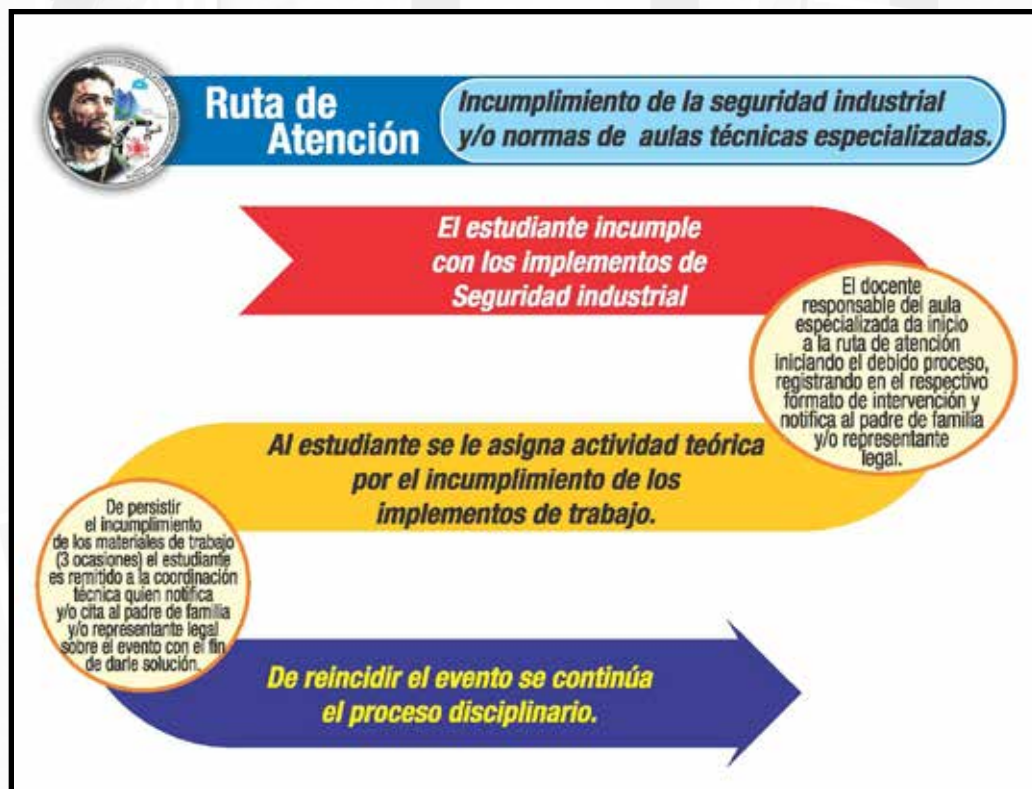 Ruta de
Atención
Incumplimiento de la seguridad industrial
y/o normas de aulas técnicas especializadas.
El estudiante incumple
con los implementos de
Seguridad industrial
El docente
responsable del aula
especializada da inicio
a la ruta de atención
iniciando el debido proceso,
registrando en el respectivo
formato de intervención y
notifica al padre de familia
y/o representante
legal.
Al estudiante se le asigna actividad teórica
por el incumplimiento de los
implementos de trabajo.
De persistir
el incumplimiento
de los materiales de trabajo
(3 ocasiones) el estudiante
es remitido a la coordinación
técnica quien notifica
y/o cita al padre de familia
y/o representante legal
sobre el evento con el fin
de darle solución.
De reincidir el evento se continúa
el proceso disciplinario.